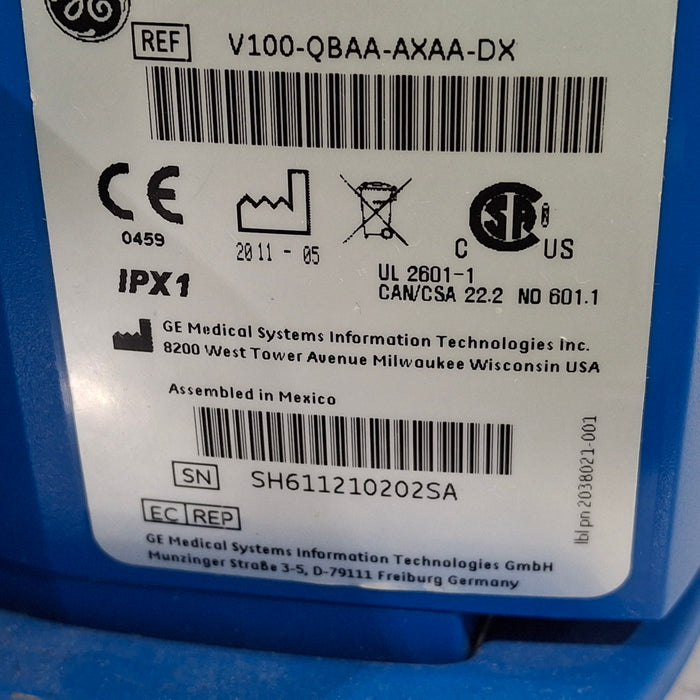 GE
REF V100-QBAA-AXAA-DX
CE
0459
2011-05
C SA US
UL 2601-1
CAN/CSA 22.2 NO 601.1
IPX1
GE Medical Systems Information Technologies Inc.
8200 West Tower Avenue Milwaukee Wisconsin USA
Assembled in Mexico
SN SH611210202SA
EC REP
GE Medical Systems Information Technologies GmbH
Munzinger Straße 3-5, D-79111 Freiburg Germany
lbl pn 2038021-001